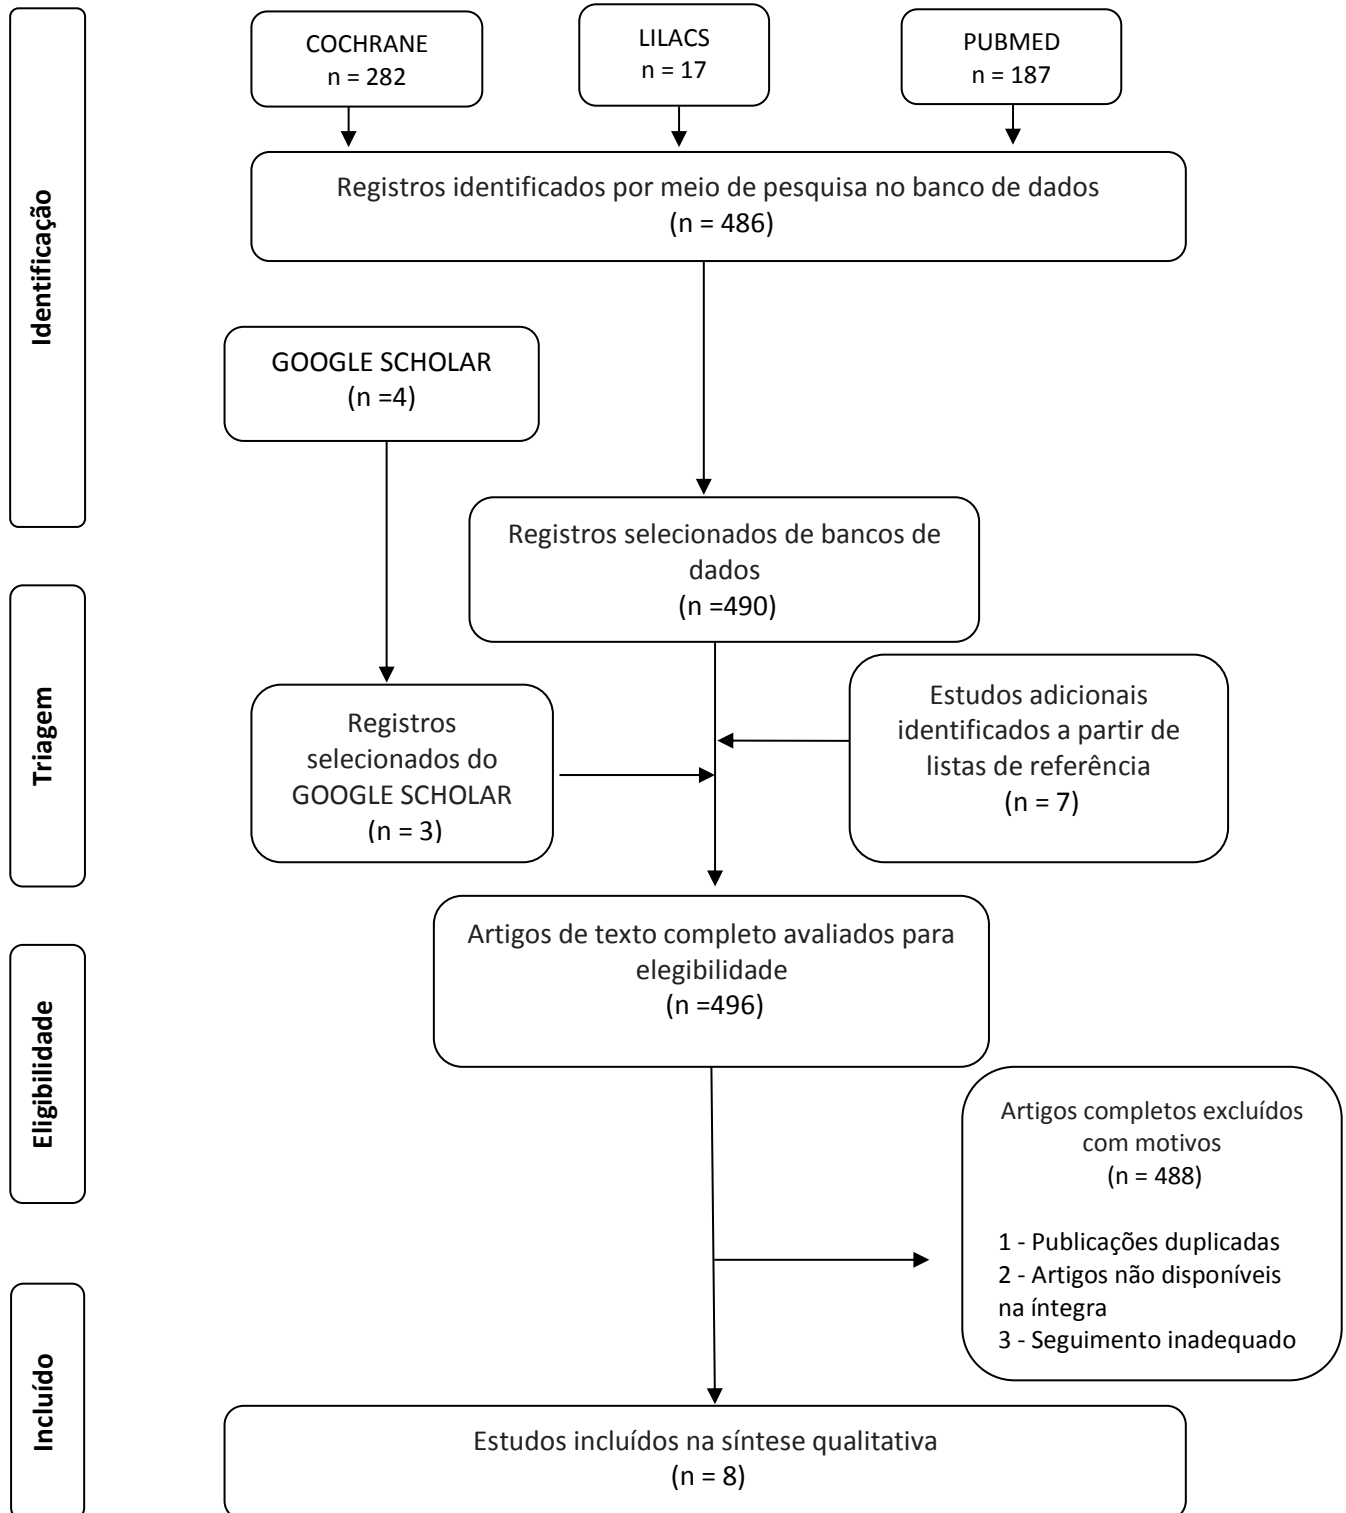 COCHRANE
n = 282
LILACS
n = 17
PUBMED
n = 187
Registros identificados por meio de pesquisa no banco de dados
(n = 486)
Identificação
GOOGLE SCHOLAR
(n =4)
Registros selecionados de bancos de
dados
(n =490)
Triagem
Registros
selecionados do
GOOGLE SCHOLAR
(n = 3)
Estudos adicionais
identificados a partir de
listas de referência
(n = 7)
Artigos de texto completo avaliados para
elegibilidade
(n =496)
Eligibilidade
Artigos completos excluídos
com motivos
(n = 488)
1 - Publicações duplicadas
2 - Artigos não disponíveis
na íntegra
3 - Seguimento inadequado
Incluído
Estudos incluídos na síntese qualitativa
(n = 8)